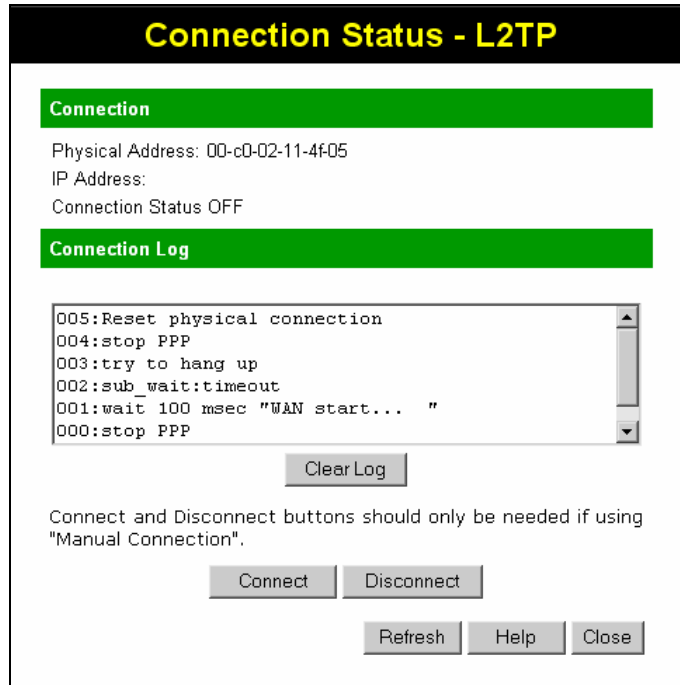 Connection Status - L2TP
Connection
Physical Address: 00-c0-02-11-4f-05
IP Address:
Connection Status OFF
Connection Log
005:Reset physical connection
004:stop PPP
003:try to hang up
002:sub_wait:timeout
001:wait 100 msec "WAN start...  "
000:stop PPP
Clear Log
Connect and Disconnect buttons should only be needed if using
"Manual Connection".
Connect Disconnect
Refresh Help Close